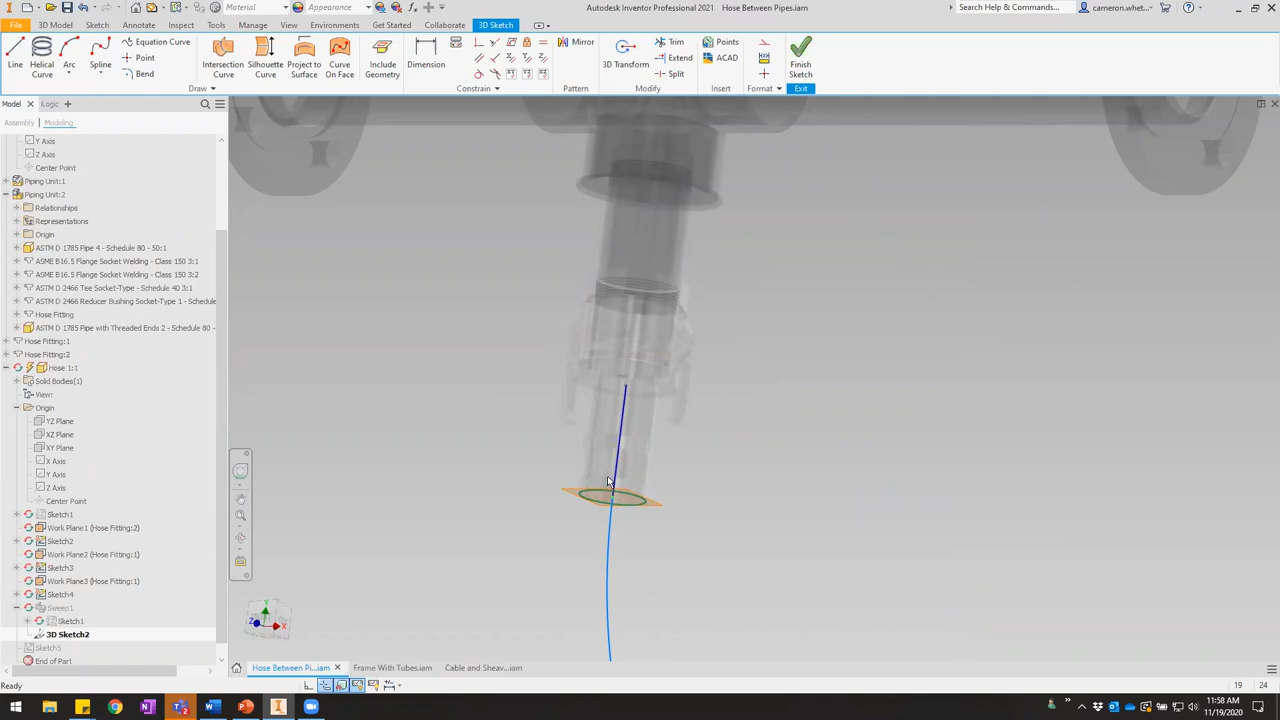 Material
Appearance
Autodesk Inventor Professional 2021
Hose Between Pipes.iam
Search Help & Commands...
cameron.whet...
File
3D Model
Sketch
Annotate
Inspect
Tools
Manage
View
Environments
Get Started
Collaborate
3D Sketch
Line
Helical Curve
Arc
Spline
Equation Curve
Point
Bend
Intersection Curve
Silhouette Curve
Project to Surface
Curve On Face
Include Geometry
Dimension
Mirror
3D Transform
Trim
Extend
Split
Points
ACAD
Finish Sketch
Draw
Constrain
Pattern
Modify
Insert
Format
Exit
Model
iLogic
Assembly
Modeling
Y Axis
Z Axis
Center Point
Piping Unit:1
Piping Unit:2
Relationships
Representations
Origin
ASTM D 1785 Pipe 4 - Schedule 80 - 50:1
ASME B16.5 Flange Socket Welding - Class 150 3:1
ASME B16.5 Flange Socket Welding - Class 150 3:2
ASTM D 2466 Tee Socket-Type - Schedule 40 3:1
ASTM D 2466 Reducer Bushing Socket-Type 1 - Schedule
Hose Fitting
ASTM D 1785 Pipe with Threaded Ends 2 - Schedule 80 -
Hose Fitting:1
Hose Fitting:2
Hose 1:1
Solid Bodies(1)
View:
Origin
YZ Plane
XZ Plane
XY Plane
X Axis
Y Axis
Z Axis
Center Point
Sketch1
Work Plane1 (Hose Fitting:2)
Sketch2
Work Plane2 (Hose Fitting:1)
Sketch3
Work Plane3 (Hose Fitting:1)
Sketch4
Sweep1
Sketch1
3D Sketch2
Sketch5
End of Part
Y
Z
X
Hose Between Pi...iam
Frame With Tubes.iam
Cable and Sheav...iam
Ready
19
24
11:58 AM
11/19/2020